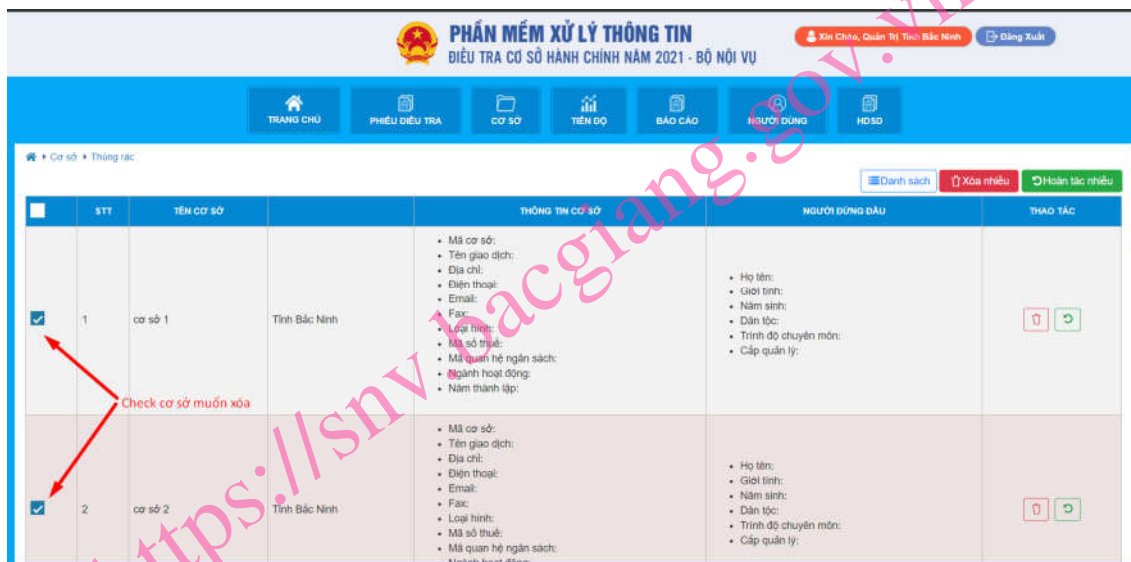 PHẦN MỀM XỬ LÝ THÔNG TIN
ĐIỀU TRA CƠ SỞ HÀNH CHÍNH NĂM 2021 - BỘ NỘI VỤ
Xin Chào, Quản Trị Tỉnh Bắc Ninh
Đăng Xuất
TRANG CHỦ
PHIẾU ĐIỀU TRA
CƠ SỞ
TIẾN ĐỘ
BÁO CÁO
NGƯỜI DÙNG
HDSD
Cơ sở Thùng rác
Danh sách
Xóa nhiều
Hoàn tác nhiều
STT TÊN CƠ SỞ THÔNG TIN CƠ SỞ NGƯỜI ĐỨNG ĐẦU THAO TÁC
1
cơ sở 1
Tỉnh Bắc Ninh
• Mã cơ sở:
• Tên giao dịch:
• Địa chỉ:
• Điện thoại:
• Email:
• Fax:
• Loại hình:
• Mã số thuế:
• Mã quan hệ ngân sách:
• Ngành hoạt động:
• Năm thành lập:
• Họ tên:
• Giới tính:
• Năm sinh:
• Dân tộc:
• Trình độ chuyên môn:
• Cấp quản lý:
Check cơ sở muốn xóa
2
cơ sở 2
Tỉnh Bắc Ninh
• Mã cơ sở:
• Tên giao dịch:
• Địa chỉ:
• Điện thoại:
• Email:
• Fax:
• Loại hình:
• Mã số thuế:
• Mã quan hệ ngân sách:
• Ngành hoạt động:
• Họ tên:
• Giới tính:
• Năm sinh:
• Dân tộc:
• Trình độ chuyên môn:
• Cấp quản lý:
https://snv.bacgiang.gov.vn